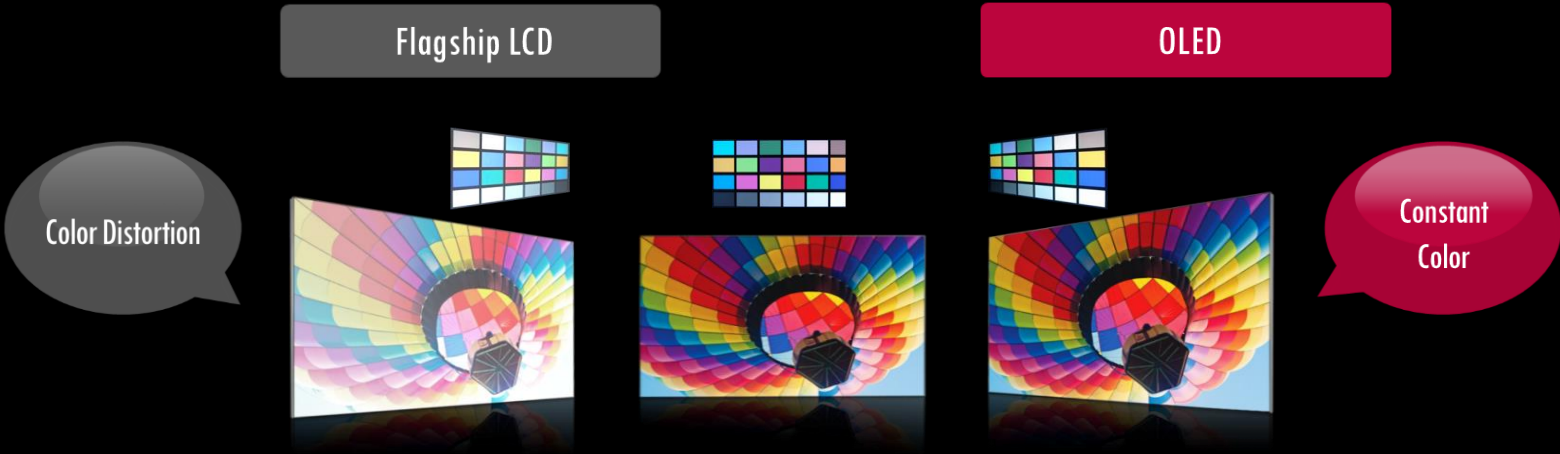 Flagship LCD
OLED
Color Distortion
Constant
Color